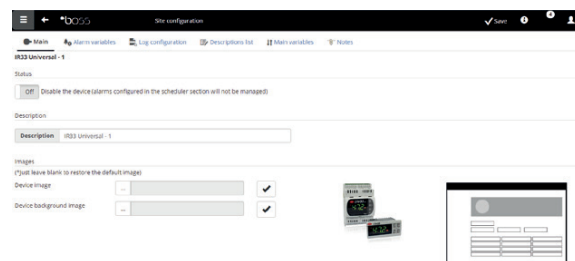 *boss Site configuration Save 0
Main Alarm variables Log configuration Descriptions list Main variables Notes
IR33 Universal - 1
Status
Off Disable the device (alarms configured in the scheduler section will not be managed)
Description
Description IR33 Universal - 1
Images
(*Just leave blank to restore the default image)
Device image ...
Device background image ...